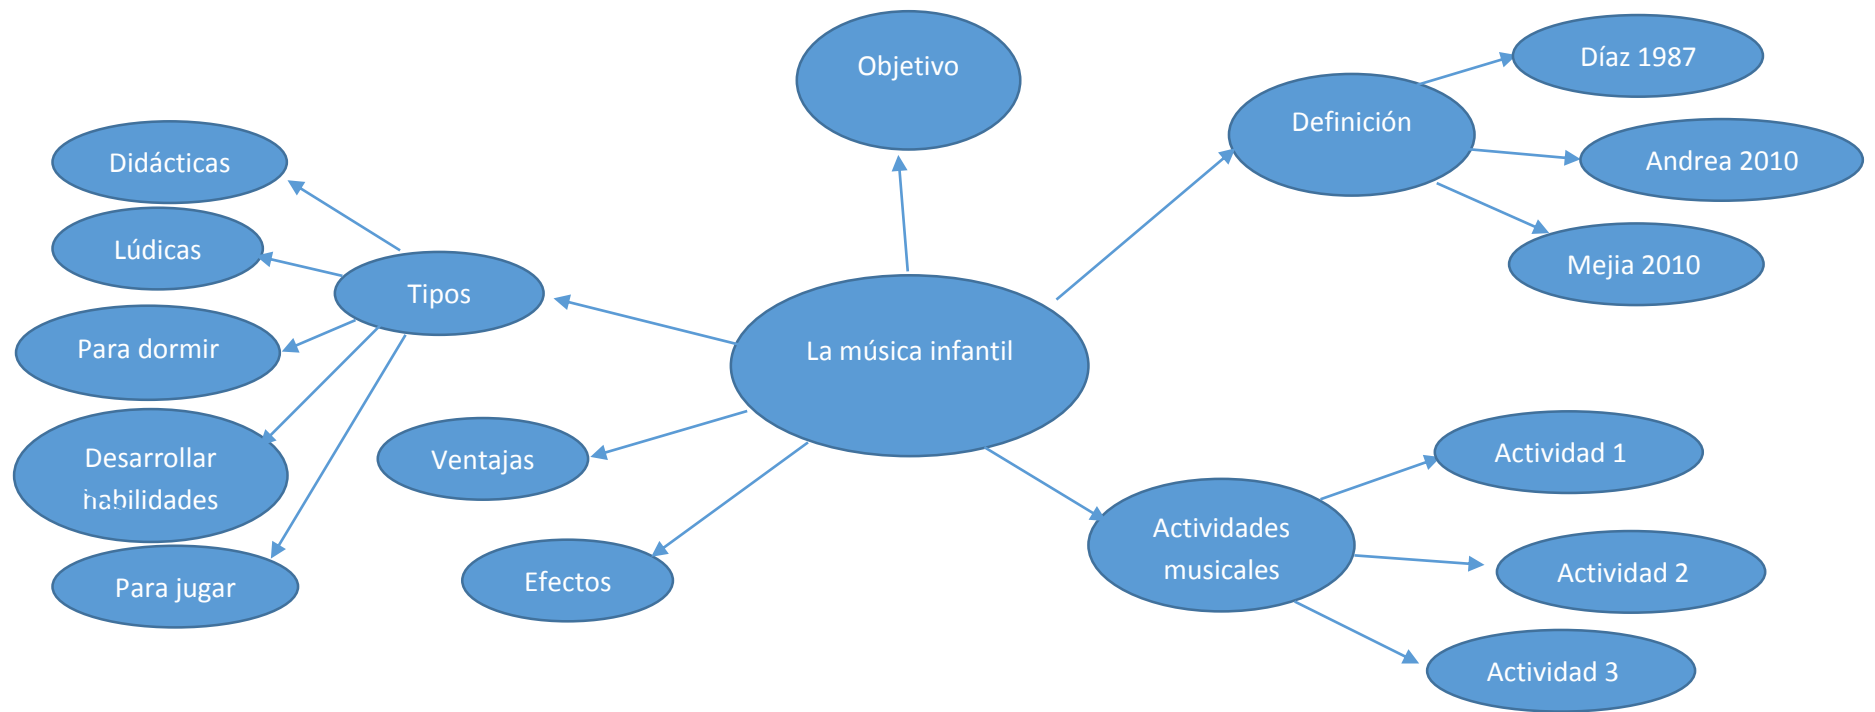 Objetivo
Definición
Díaz 1987
Andrea 2010
Mejia 2010
Didácticas
Lúdicas
Tipos
Para dormir
Desarrollar
habilidades
Para jugar
La música infantil
Ventajas
Efectos
Actividades
musicales
Actividad 1
Actividad 2
Actividad 3